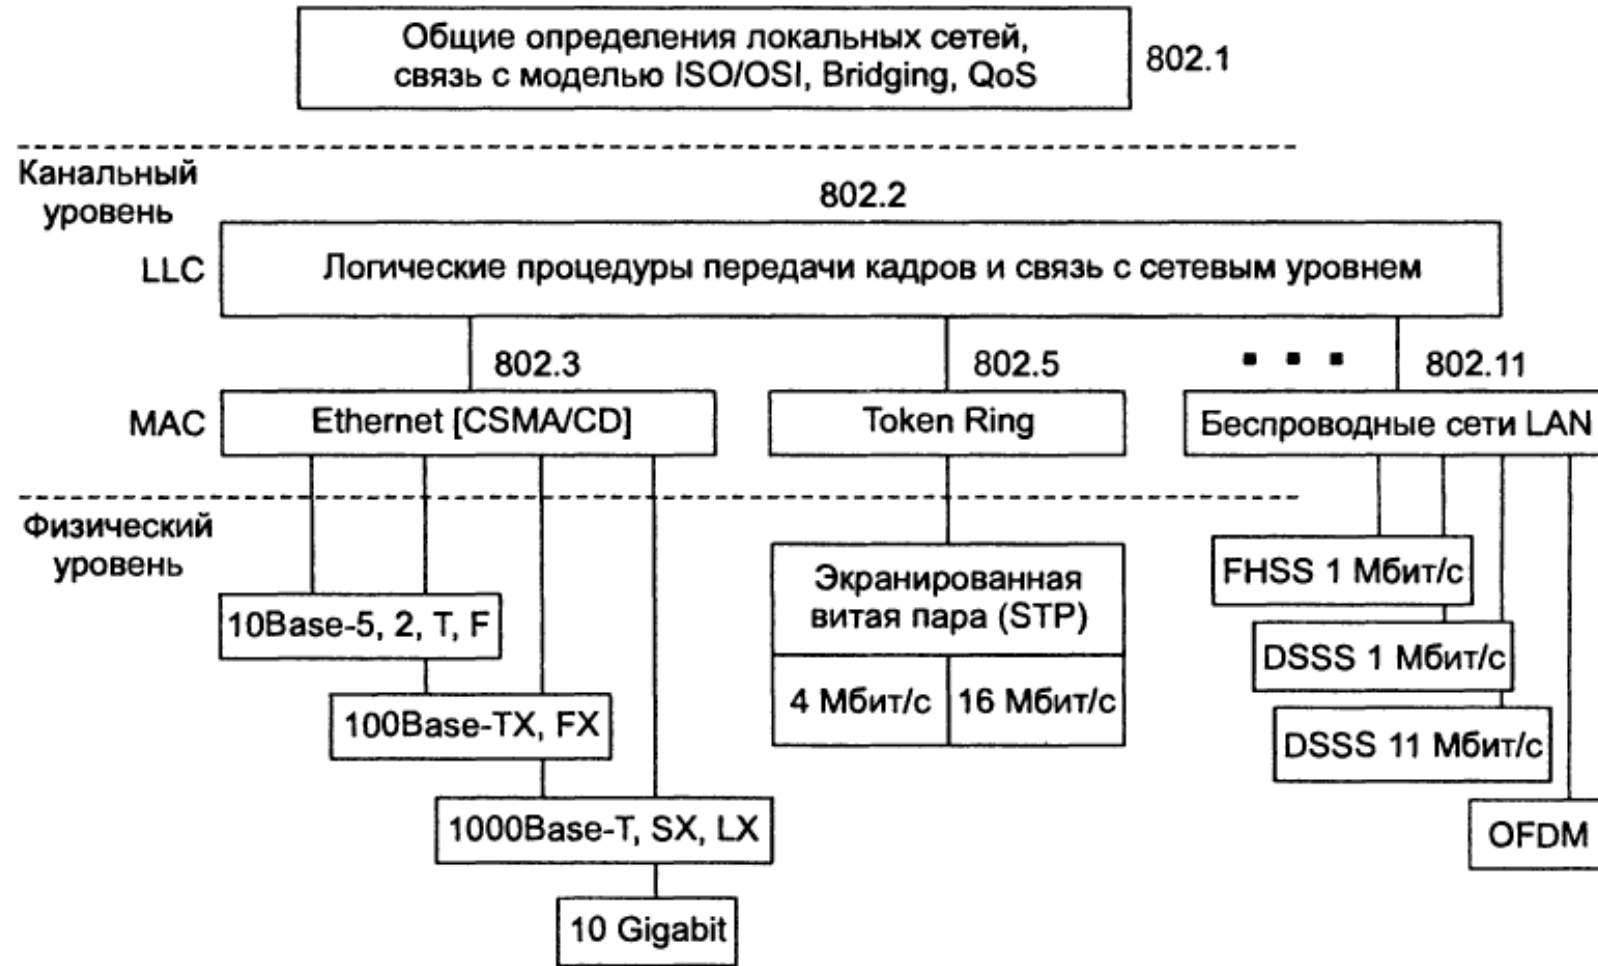 Общие определения локальных сетей,
связь с моделью ISO/OSI, Bridging, QoS
802.1
Канальный
уровень
802.2
LLC
Логические процедуры передачи кадров и связь с сетевым уровнем
802.3
802.5
802.11
MAC
Ethernet [CSMA/CD]
Token Ring
Беспроводные сети LAN
Физический
уровень
10Base-5, 2, T, F
100Base-TX, FX
1000Base-T, SX, LX
10 Gigabit
Экранированная
витая пара (STP)
4 Мбит/с
16 Мбит/с
FHSS 1 Мбит/с
DSSS 1 Мбит/с
DSSS 11 Мбит/с
OFDM